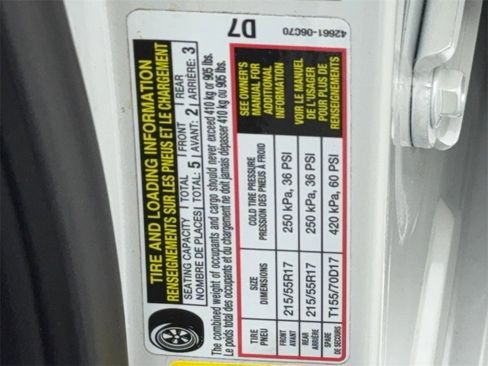 42661-06C70
D7
TIRE AND LOADING INFORMATION
RENSEIGNEMENTS SUR LES PNEUS ET LE CHARGEMENT
SEATING CAPACITY | TOTAL | FRONT | REAR
NOMBRE DE PLACES | TOTAL: 5 | AVANT: 2 | ARRIÈRE: 3
The combined weight of occupants and cargo should never exceed 410 kg or 905 lbs.
Le poids total des occupants et du chargement ne doit jamais dépasser 410 kg ou 905 lbs.
TIRE SIZE COLD TIRE PRESSURE
PNEU DIMENSIONS PRESSION DES PNEUS À FROID
FRONT
AVANT 215/55R17 250 kPa, 36 PSI
REAR
ARRIÈRE 215/55R17 250 kPa, 36 PSI
SPARE
DE SECOURS T155/70D17 420 kPa, 60 PSI
SEE OWNER'S
MANUAL FOR
ADDITIONAL
INFORMATION
VOIR LE MANUEL
DE L'USAGER
POUR PLUS DE
RENSEIGNEMENTS